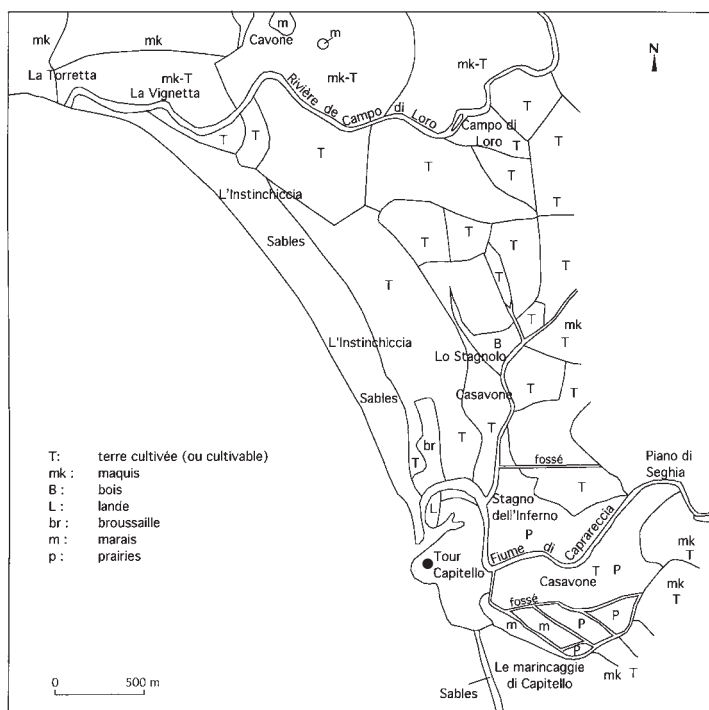 mk
mk
m
m
Cavone
N
La Torretta
mk-T
mk-T
mk-T
La Vignetta
Rivière de Campo di Loro
T
T
Campo di
Loro
T
T
T
T
T
T
T
T
L'Instinchiccia
Sables
T
T
T
T
T
T
T
mk
T
L'Instinchiccia
B
Lo Stagnolo
Sables
Casavone
T
T
T
br
T
T
T
T: terre cultivée (ou cultivable)
mk : maquis
B : bois
L : lande
br : broussaille
m : marais
p : prairies
fossé
Piano di
Seghia
T
L
Stagno
dell'Inferno
P
Fiume di Caprareccia
mk
T
Tour
Capitello
Casavone
T P
mk
T
fossé
m
m
P
P
P
Le marincaggie
di Capitello
mk T
Sables
0 500 m